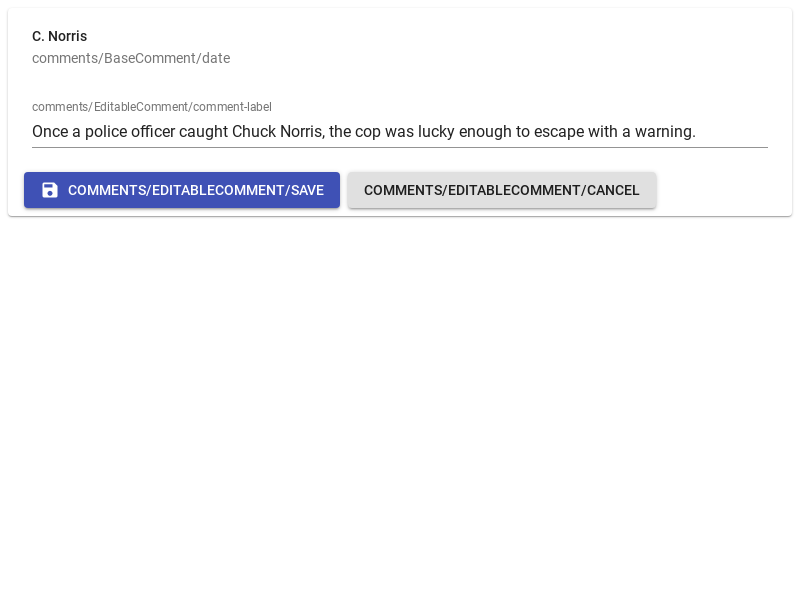 C. Norris
comments/BaseComment/date
comments/EditableComment/comment-label
Once a police officer caught Chuck Norris, the cop was lucky enough to escape with a warning.
COMMENTS/EDITABLECOMMENT/SAVE COMMENTS/EDITABLECOMMENT/CANCEL